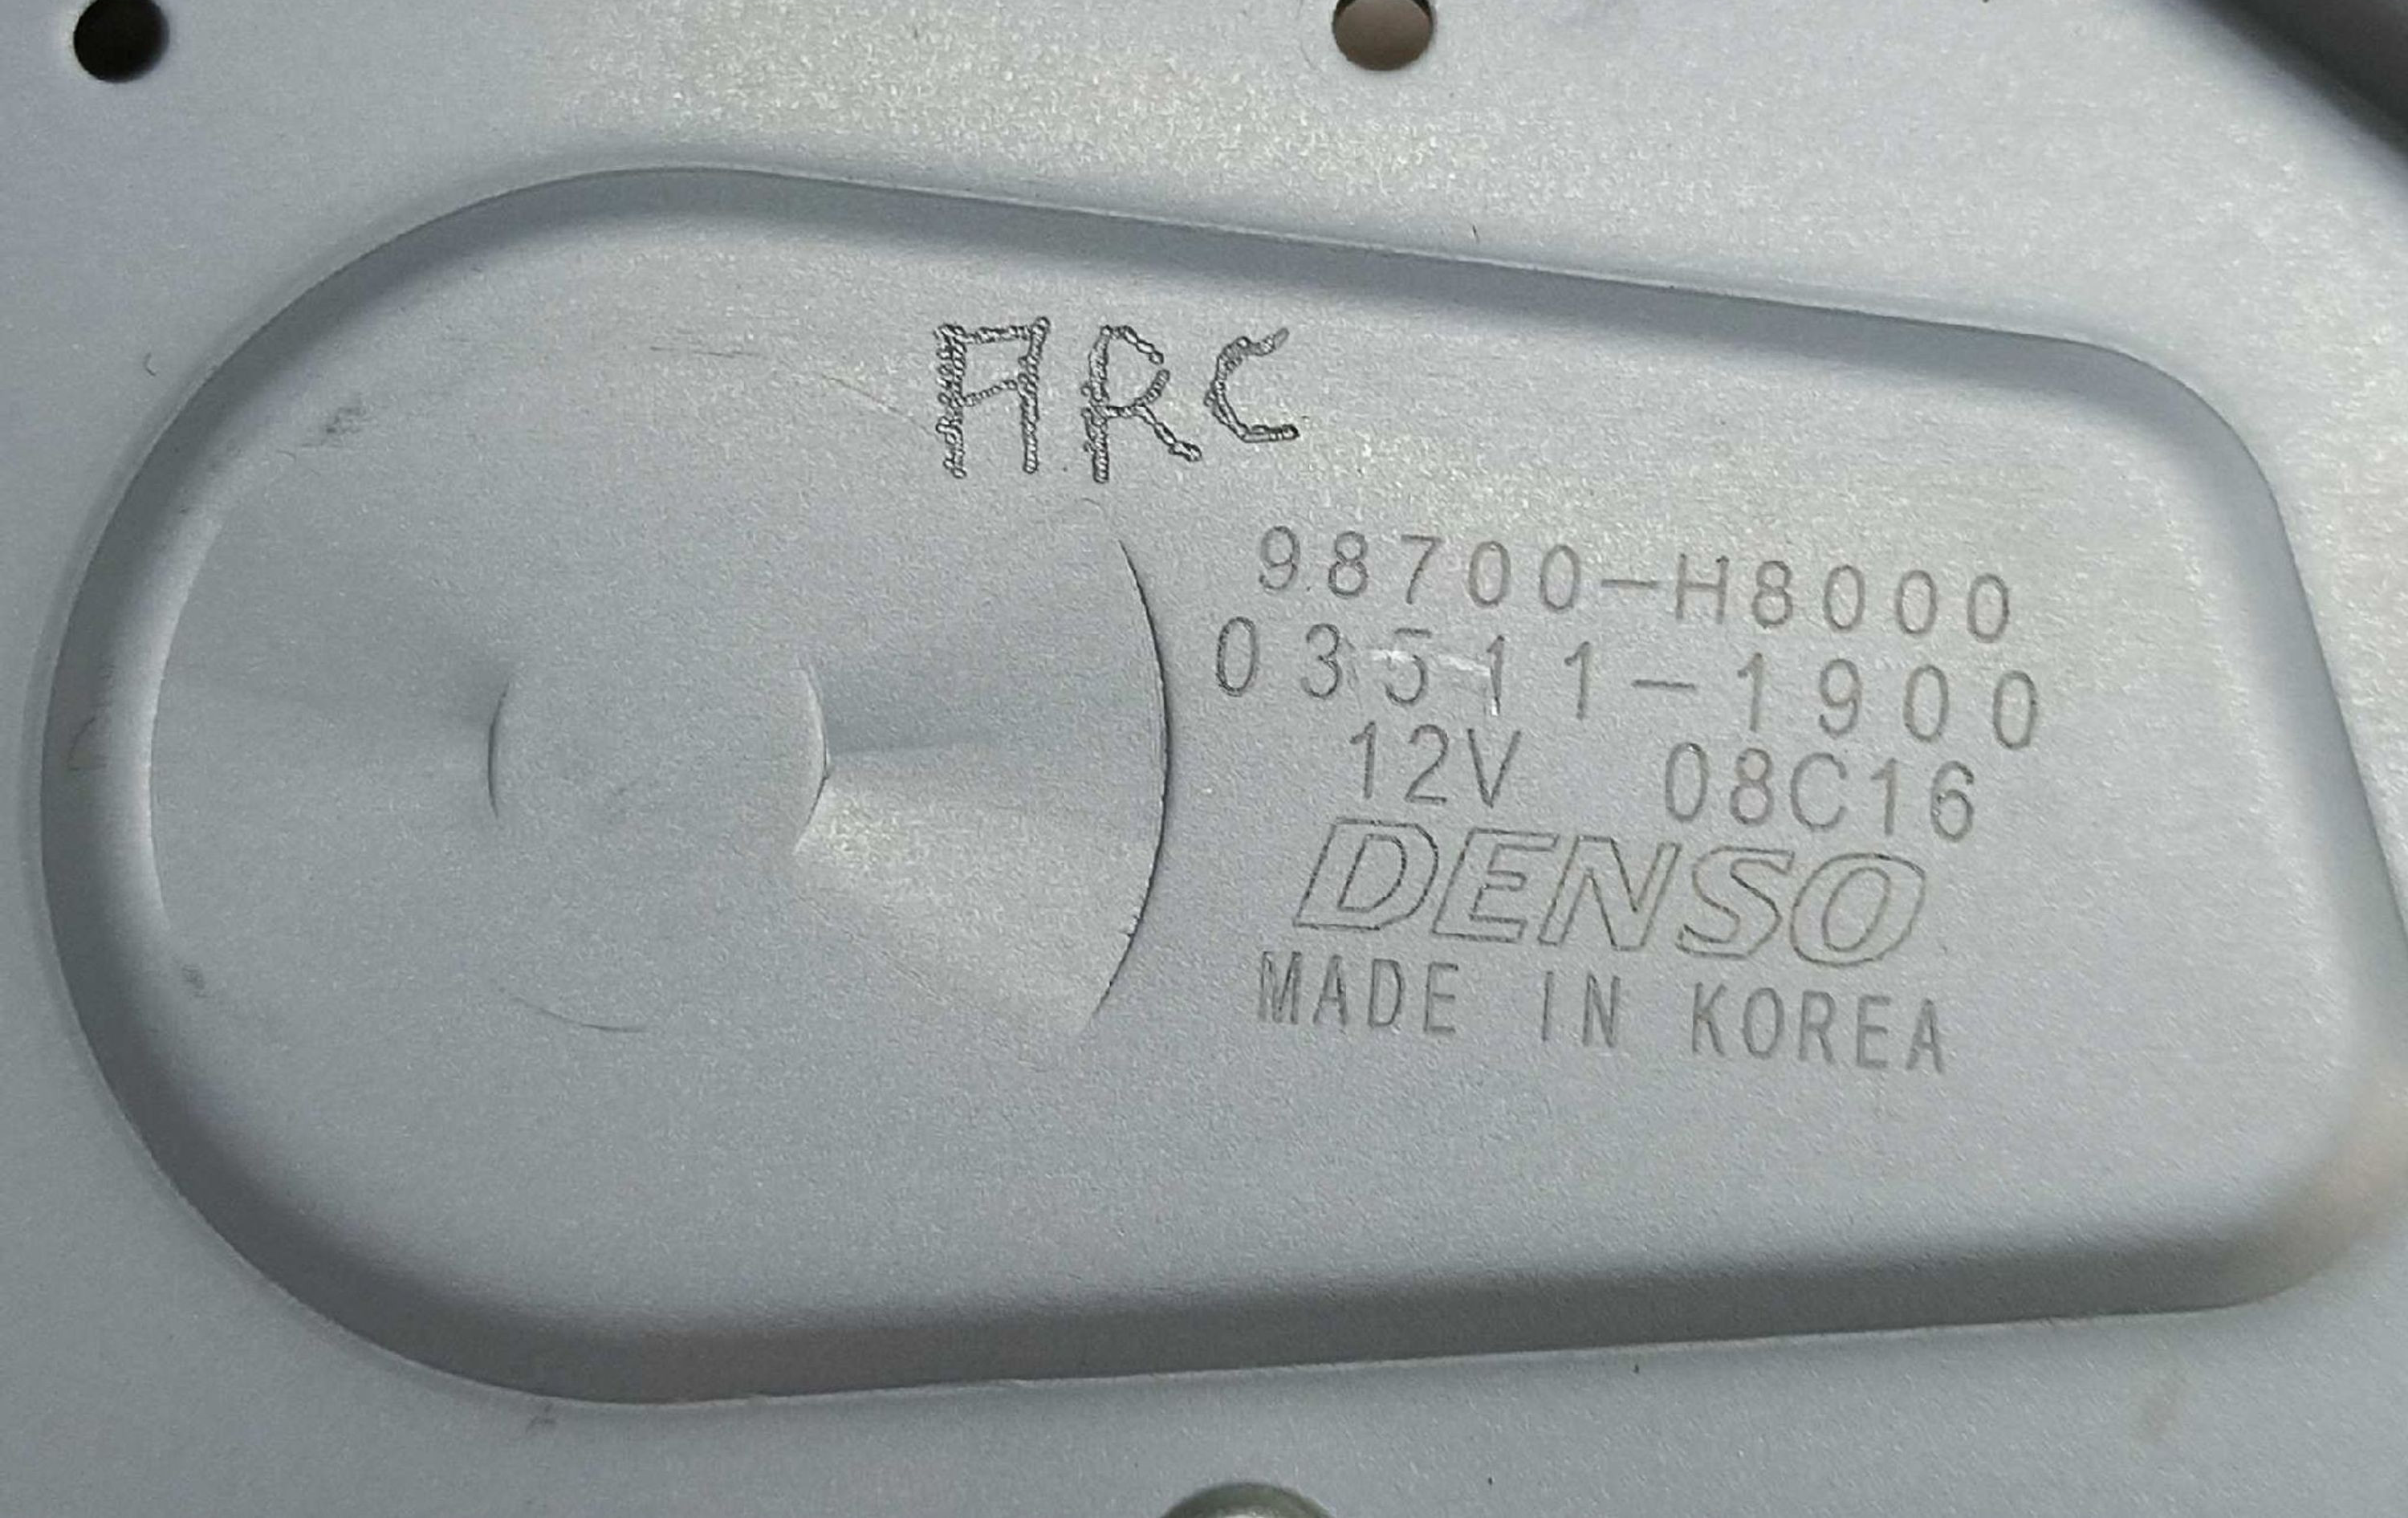 ARC
98700-H8000
03511-1900
12V 08C16
DENSO
MADE IN KOREA